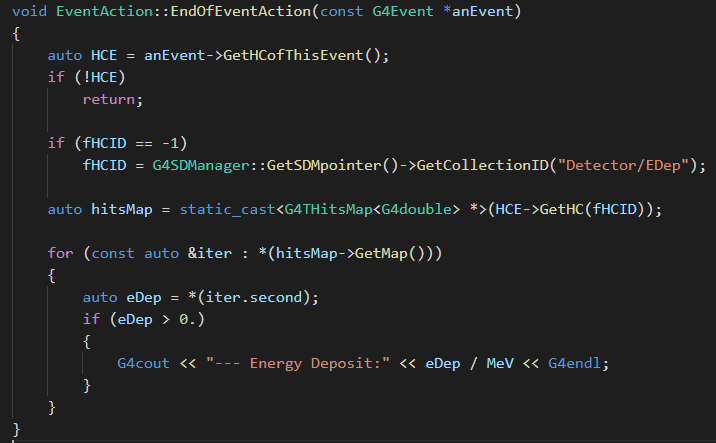 void EventAction::EndOfEventAction(const G4Event *anEvent)
{
    auto HCE = anEvent->GetHCofThisEvent();
    if (!HCE)
        return;

    if (fHCID == -1)
        fHCID = G4SDManager::GetSDMpointer()->GetCollectionID("Detector/EDep");

    auto hitsMap = static_cast<G4THitsMap<G4double> *>(HCE->GetHC(fHCID));

    for (const auto &iter : *(hitsMap->GetMap()))
    {
        auto eDep = *(iter.second);
        if (eDep > 0.)
        {
            G4cout << "--- Energy Deposit:" << eDep / MeV << G4endl;
        }
    }
}